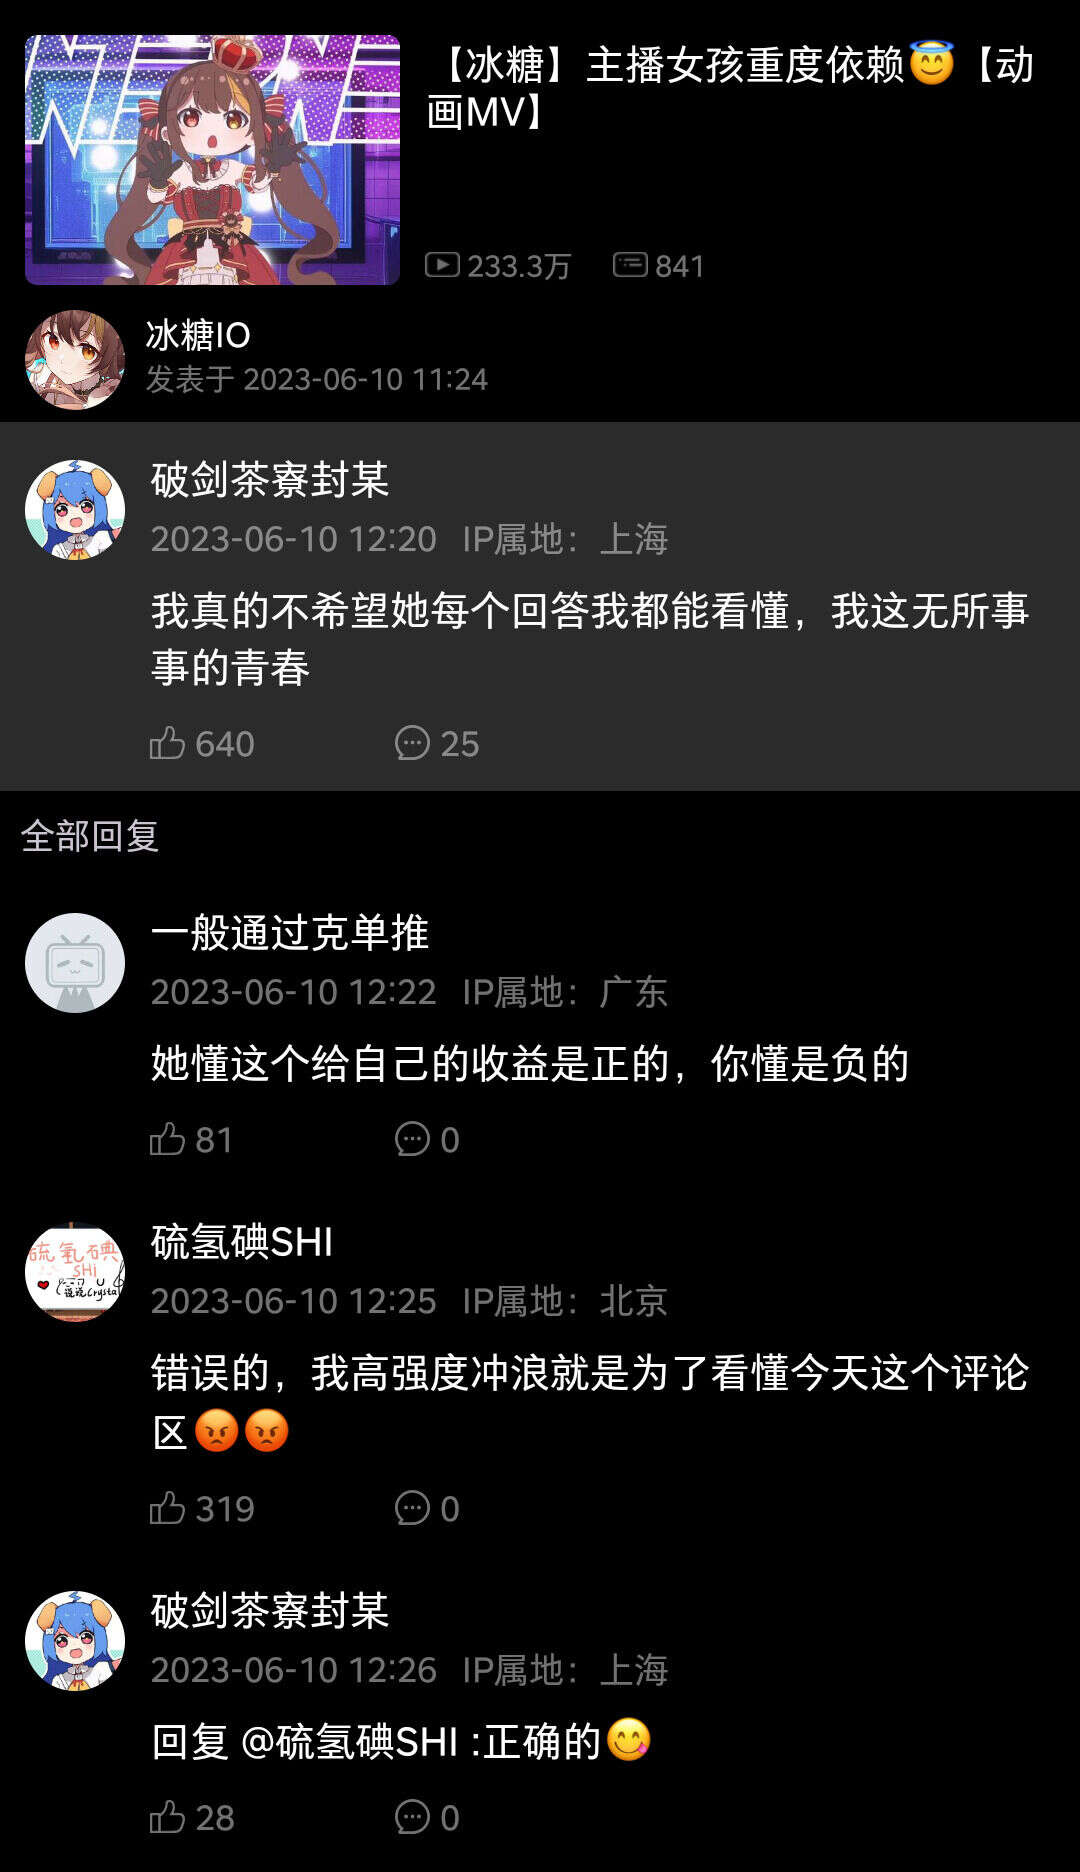 【冰糖】主播女孩重度依赖😇【动
画MV】
233.3万 841
冰糖IO
发表于 2023-06-10 11:24
破剑茶寮封某
2023-06-10 12:20 IP属地：上海
我真的不希望她每个回答我都能看懂，我这无所事
事的青春
640 25
全部回复
一般通过克单推
2023-06-10 12:22 IP属地：广东
她懂这个给自己的收益是正的，你懂是负的
81 0
硫氢碘SHI
硫氢碘
SHi
2023-06-10 12:25 IP属地：北京
错误的，我高强度冲浪就是为了看懂今天这个评论
区😡😡
319 0
破剑茶寮封某
2023-06-10 12:26 IP属地：上海
回复 @硫氢碘SHI :正确的😋
28 0